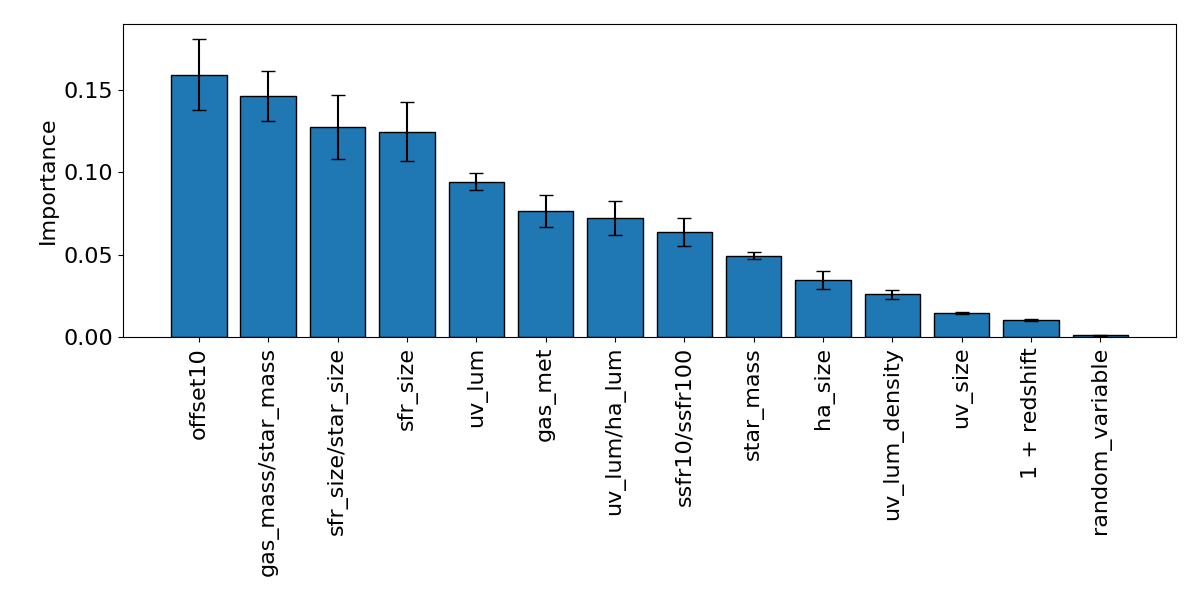 Importance
0.15
0.10
0.05
0.00
offset10
gas_mass/star_mass
sfr_size/star_size
sfr_size
uv_lum
gas_met
uv_lum/ha_lum
ssfr10/ssfr100
star_mass
ha_size
uv_lum_density
uv_size
1 + redshift
random_variable